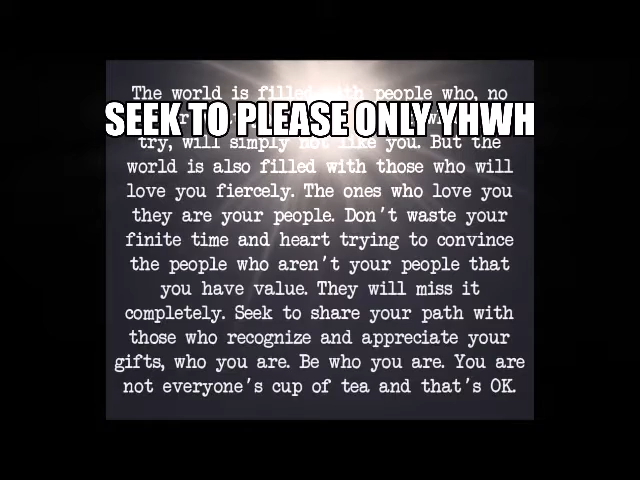 The world is filled with people who, no
SEEK TO PLEASE ONLY YHWH
try, will simply not like you. But the
world is also filled with those who will
love you fiercely. The ones who love you
they are your people. Don't waste your
finite time and heart trying to convince
the people who aren't your people that
you have value. They will miss it
completely. Seek to share your path with
those who recognize and appreciate your
gifts, who you are. Be who you are. You are
not everyone's cup of tea and that's OK.